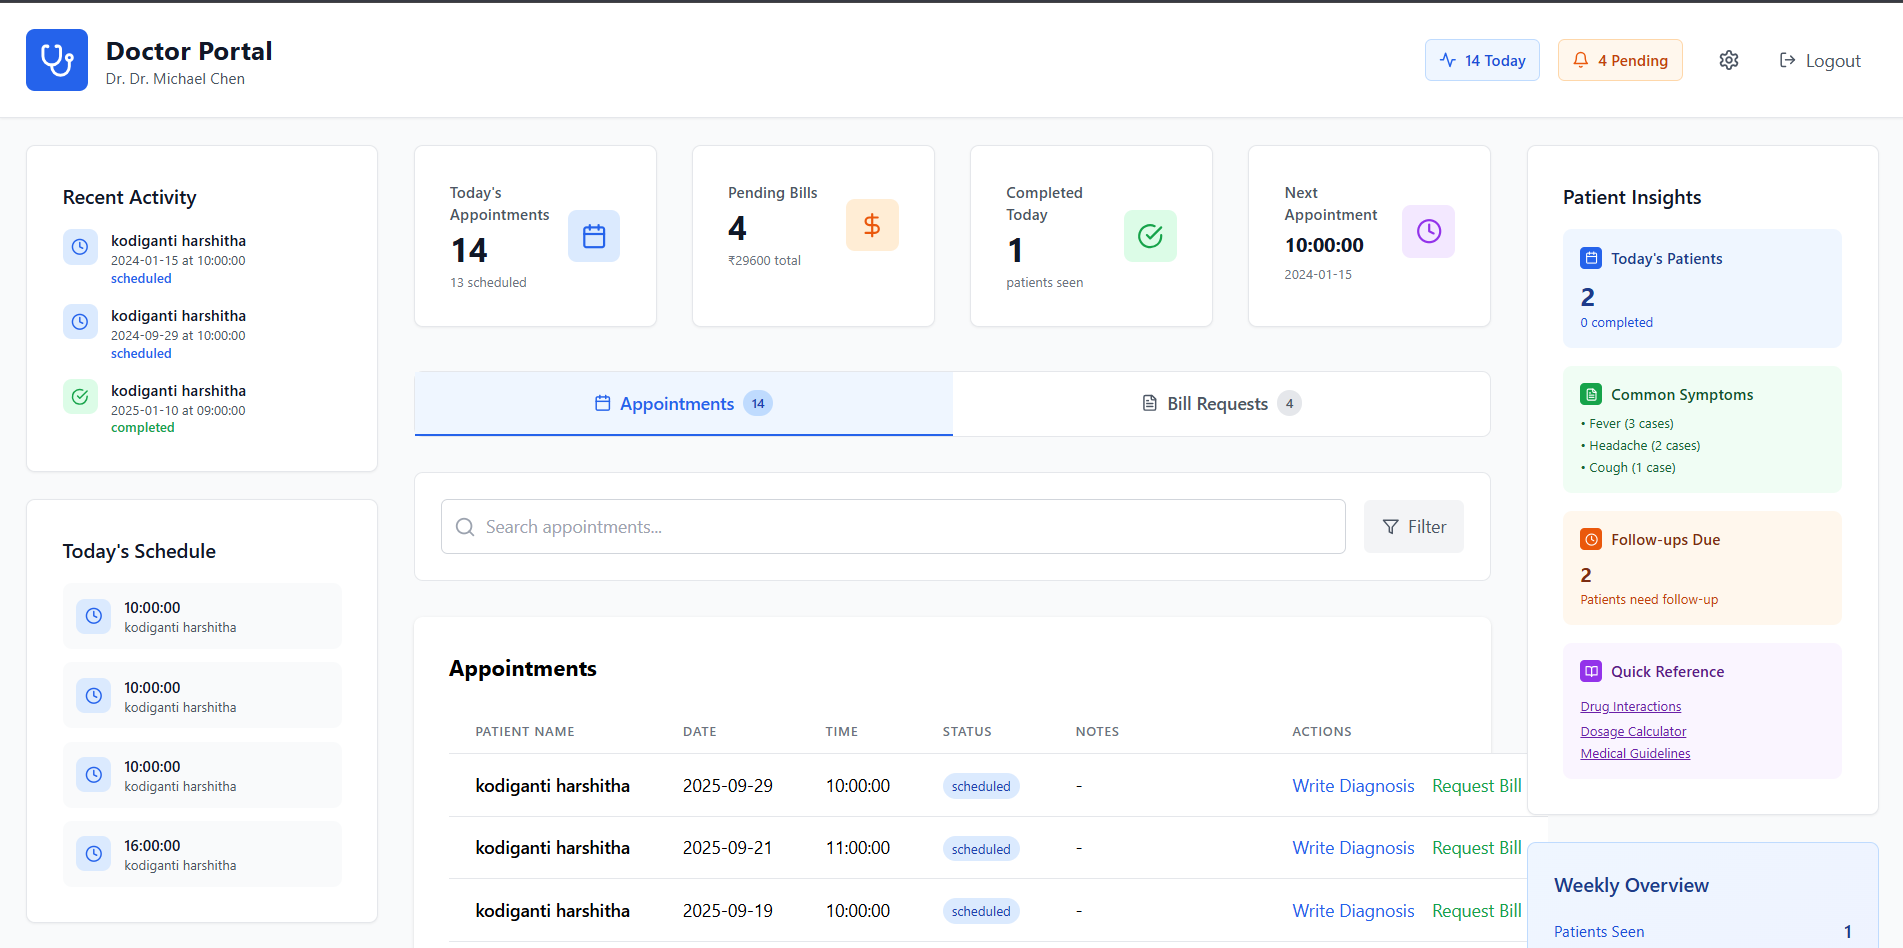 Doctor Portal
Dr. Dr. Michael Chen
14 Today
4 Pending
Logout
Recent Activity
kodiganti harshitha
2024-01-15 at 10:00:00
scheduled
kodiganti harshitha
2024-09-29 at 10:00:00
scheduled
kodiganti harshitha
2025-01-10 at 09:00:00
completed
Today's Schedule
10:00:00
kodiganti harshitha
10:00:00
kodiganti harshitha
10:00:00
kodiganti harshitha
16:00:00
kodiganti harshitha
Today's
Appointments
14
13 scheduled
Pending Bills
4
₹29600 total
Completed
Today
1
patients seen
Next
Appointment
10:00:00
2024-01-15
Appointments 14
Bill Requests 4
Search appointments...
Filter
Appointments
PATIENT NAME DATE TIME STATUS NOTES ACTIONS
kodiganti harshitha 2025-09-29 10:00:00 scheduled - Write Diagnosis Request Bill
kodiganti harshitha 2025-09-21 11:00:00 scheduled - Write Diagnosis Request Bill
kodiganti harshitha 2025-09-19 10:00:00 scheduled - Write Diagnosis Request Bill
Patient Insights
Today's Patients
2
0 completed
Common Symptoms
• Fever (3 cases)
• Headache (2 cases)
• Cough (1 case)
Follow-ups Due
2
Patients need follow-up
Quick Reference
Drug Interactions
Dosage Calculator
Medical Guidelines
Weekly Overview
Patients Seen 1